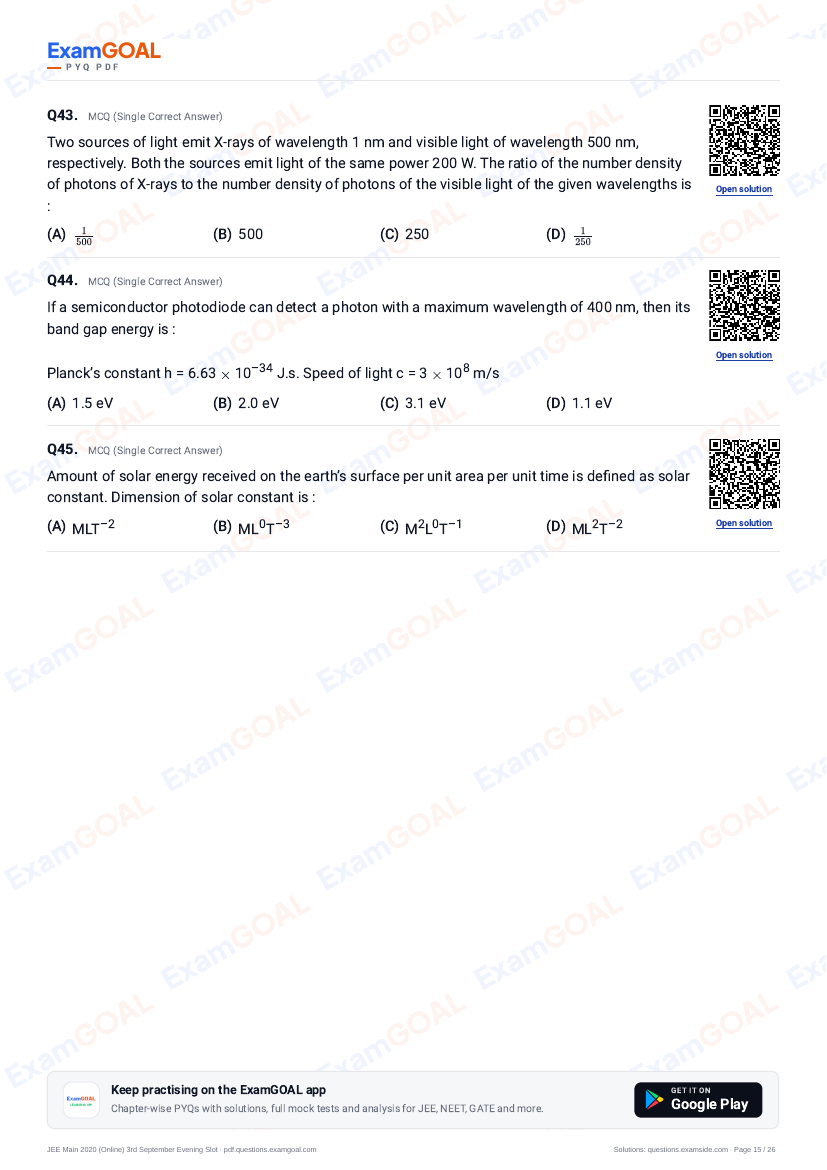 ExamGOAL
PYQ PDF
Q43. MCQ (Single Correct Answer)
Two sources of light emit X-rays of wavelength 1 nm and visible light of wavelength 500 nm,
respectively. Both the sources emit light of the same power 200 W. The ratio of the number density
of photons of X-rays to the number density of photons of the visible light of the given wavelengths is
:
Open solution
(A) 1/500 (B) 500 (C) 250 (D) 1/250
Q44. MCQ (Single Correct Answer)
If a semiconductor photodiode can detect a photon with a maximum wavelength of 400 nm, then its
band gap energy is :
Open solution
Planck's constant h = 6.63 × 10⁻³⁴ J.s. Speed of light c = 3 × 10⁸ m/s
(A) 1.5 eV (B) 2.0 eV (C) 3.1 eV (D) 1.1 eV
Q45. MCQ (Single Correct Answer)
Amount of solar energy received on the earth's surface per unit area per unit time is defined as solar
constant. Dimension of solar constant is :
Open solution
(A) MLT⁻² (B) ML⁰T⁻³ (C) M²L⁰T⁻¹ (D) ML²T⁻²
ExamGOAL
Keep practising on the ExamGOAL app
Chapter-wise PYQs with solutions, full mock tests and analysis for JEE, NEET, GATE and more.
GET IT ON
Google Play
JEE Main 2020 (Online) 3rd September Evening Slot · pdf.questions.examgoal.com
Solutions: questions.examside.com · Page 15 / 26